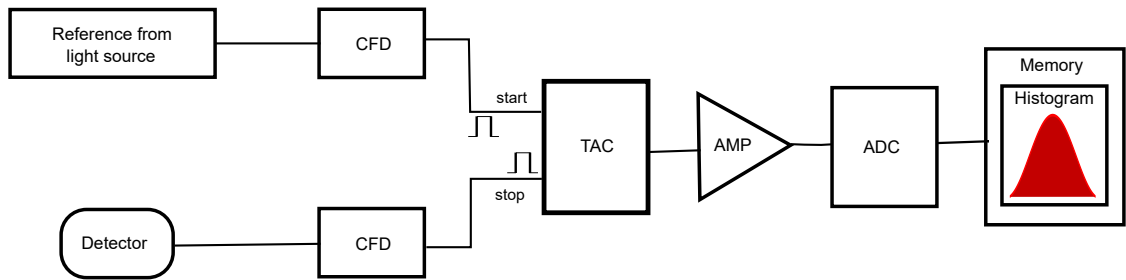 Reference from
light source
CFD
start
TAC
AMP
ADC
Memory
Histogram
stop
Detector
CFD